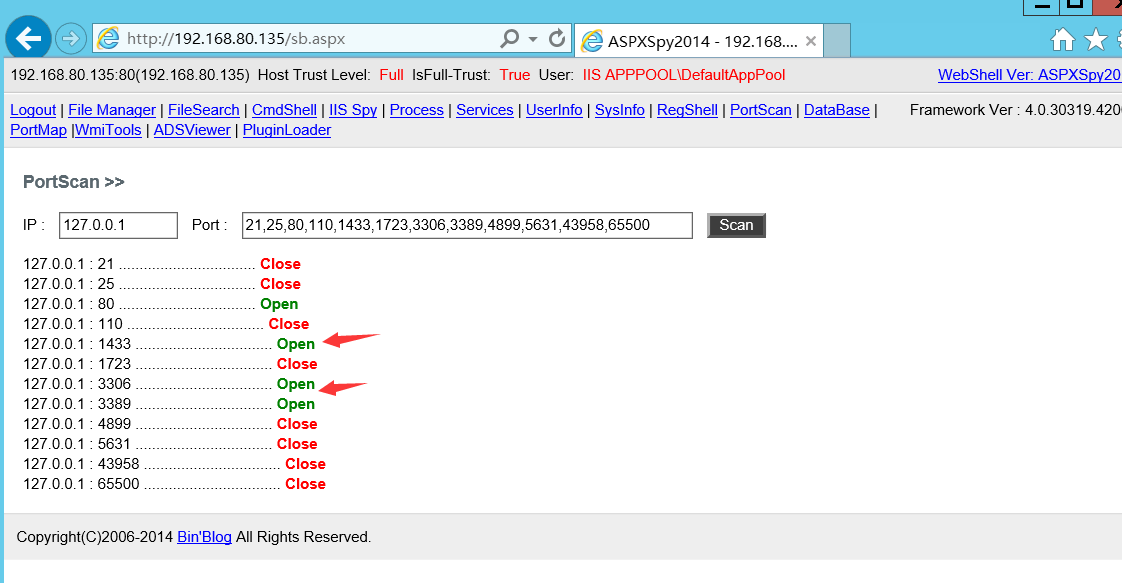 http://192.168.80.135/sb.aspx
ASPXSpy2014 - 192.168....
192.168.80.135:80(192.168.80.135) Host Trust Level: Full IsFull-Trust: True User: IIS APPPOOL\DefaultAppPool WebShell Ver: ASPXSpy20
Logout | File Manager | FileSearch | CmdShell | IIS Spy | Process | Services | UserInfo | SysInfo | RegShell | PortScan | DataBase | Framework Ver : 4.0.30319.420
PortMap |WmiTools | ADSViewer | PluginLoader
PortScan >>
IP : 127.0.0.1 Port : 21,25,80,110,1433,1723,3306,3389,4899,5631,43958,65500 Scan
127.0.0.1 : 21 ................................. Close
127.0.0.1 : 25 ................................. Close
127.0.0.1 : 80 ................................. Open
127.0.0.1 : 110 ................................. Close
127.0.0.1 : 1433 ................................. Open
127.0.0.1 : 1723 ................................. Close
127.0.0.1 : 3306 ................................. Open
127.0.0.1 : 3389 ................................. Open
127.0.0.1 : 4899 ................................. Close
127.0.0.1 : 5631 ................................. Close
127.0.0.1 : 43958 ................................. Close
127.0.0.1 : 65500 ................................. Close
Copyright(C)2006-2014 Bin'Blog All Rights Reserved.